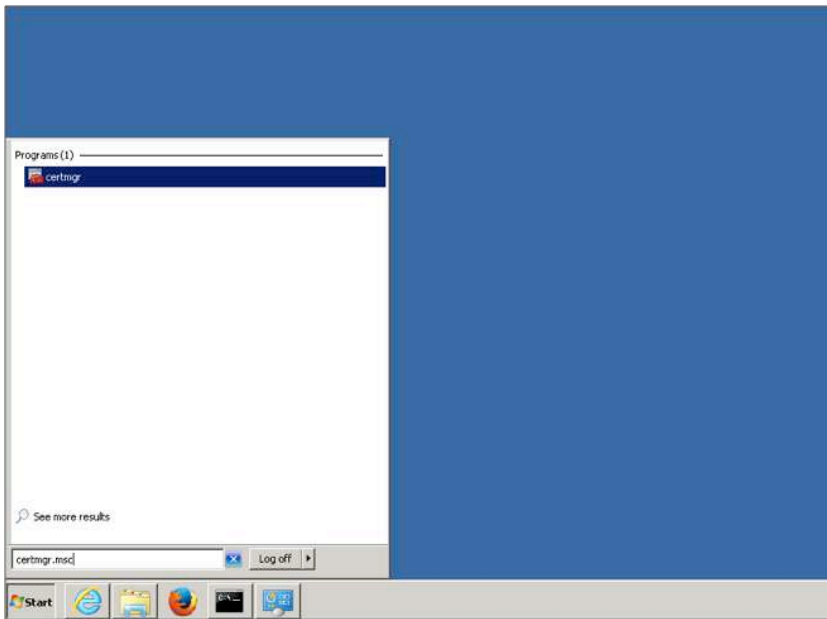 Programs (1)
certmgr
See more results
certmgr.msc
Log off
Start